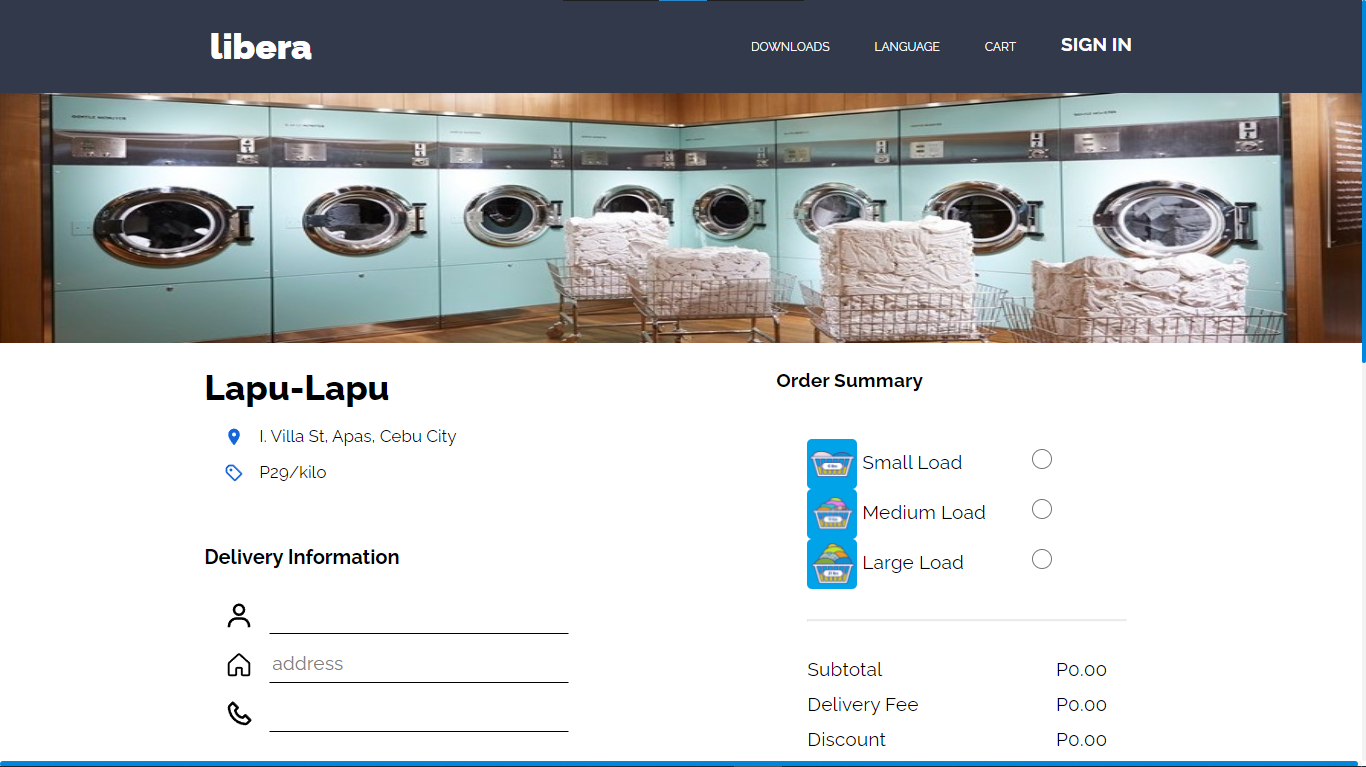 libera
DOWNLOADS
LANGUAGE
CART
SIGN IN
Lapu-Lapu
I. Villa St, Apas, Cebu City
P29/kilo
Delivery Information
address
Order Summary
Small Load
Medium Load
Large Load
Subtotal P0.00
Delivery Fee P0.00
Discount P0.00